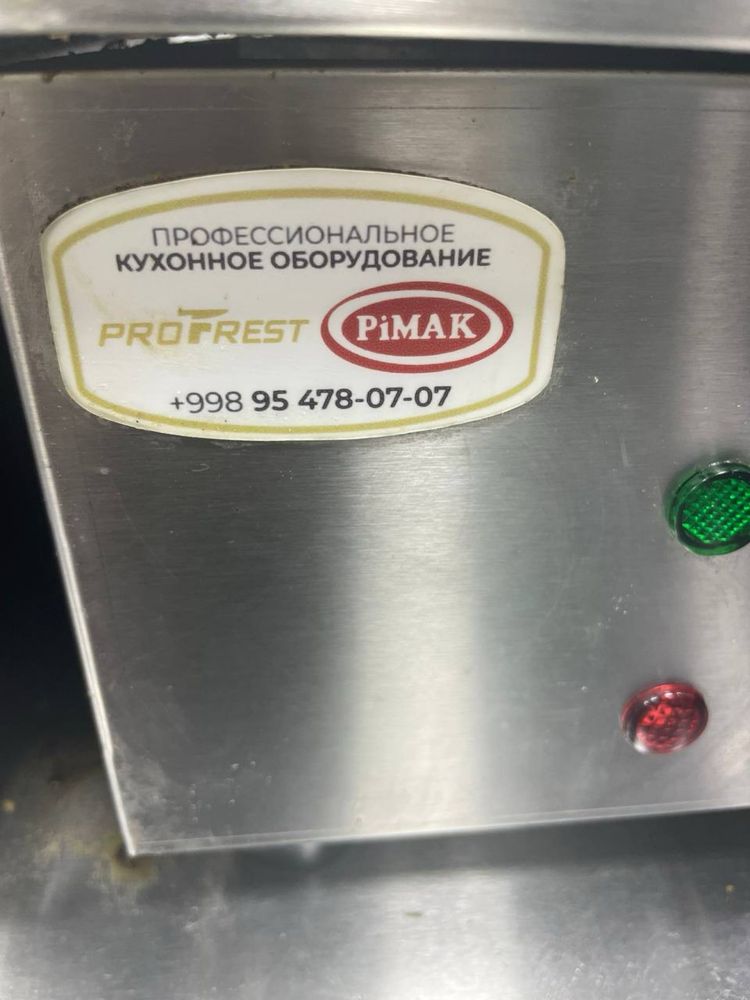 ПРОФЕССИОНАЛЬНОЕ
КУХОННОЕ ОБОРУДОВАНИЕ
PROFREST PiMAK
+998 95 478-07-07